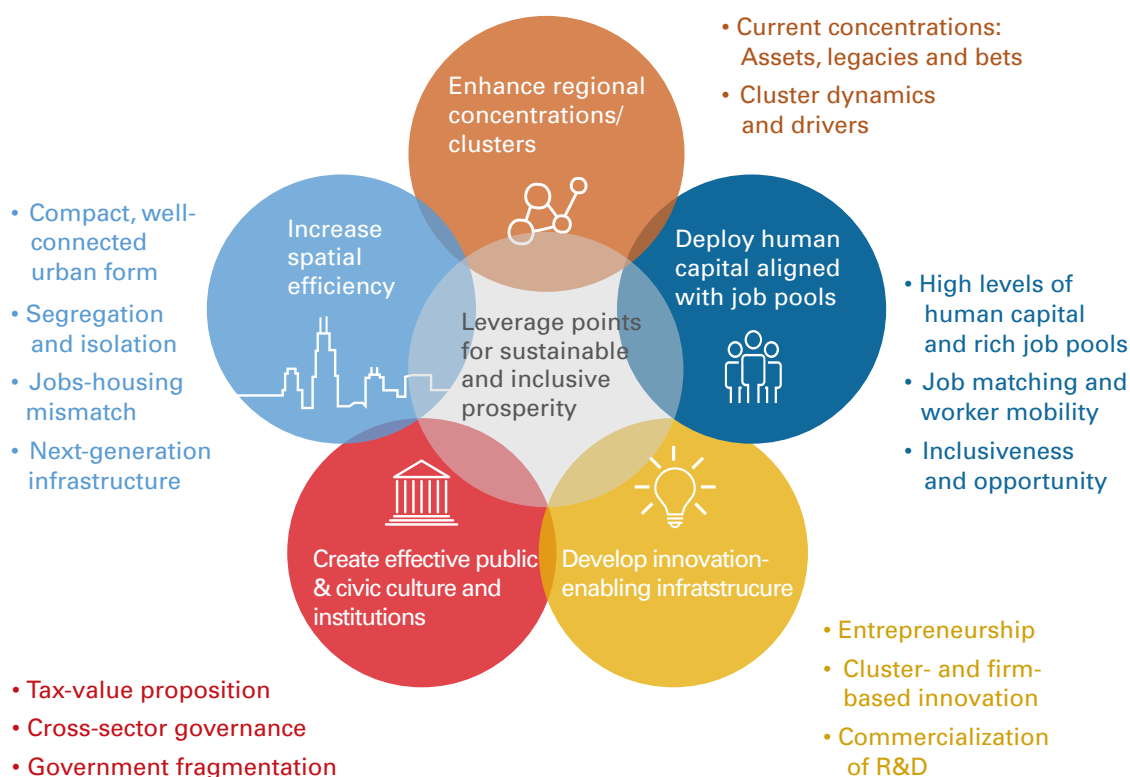 Enhance regional
concentrations/
clusters
• Current concentrations:
Assets, legacies and bets
• Cluster dynamics
and drivers
Increase
spatial
efficiency
• Compact, well-
connected
urban form
• Segregation
and isolation
• Jobs-housing
mismatch
• Next-generation
infrastructure
Leverage points
for sustainable
and inclusive
prosperity
Deploy human
capital aligned
with job pools
• High levels of
human capital
and rich job pools
• Job matching and
worker mobility
• Inclusiveness
and opportunity
Create effective public
& civic culture and
institutions
• Tax-value proposition
• Cross-sector governance
• Government fragmentation
Develop innovation-
enabling infratstrucure
• Entrepreneurship
• Cluster- and firm-
based innovation
• Commercialization
of R&D